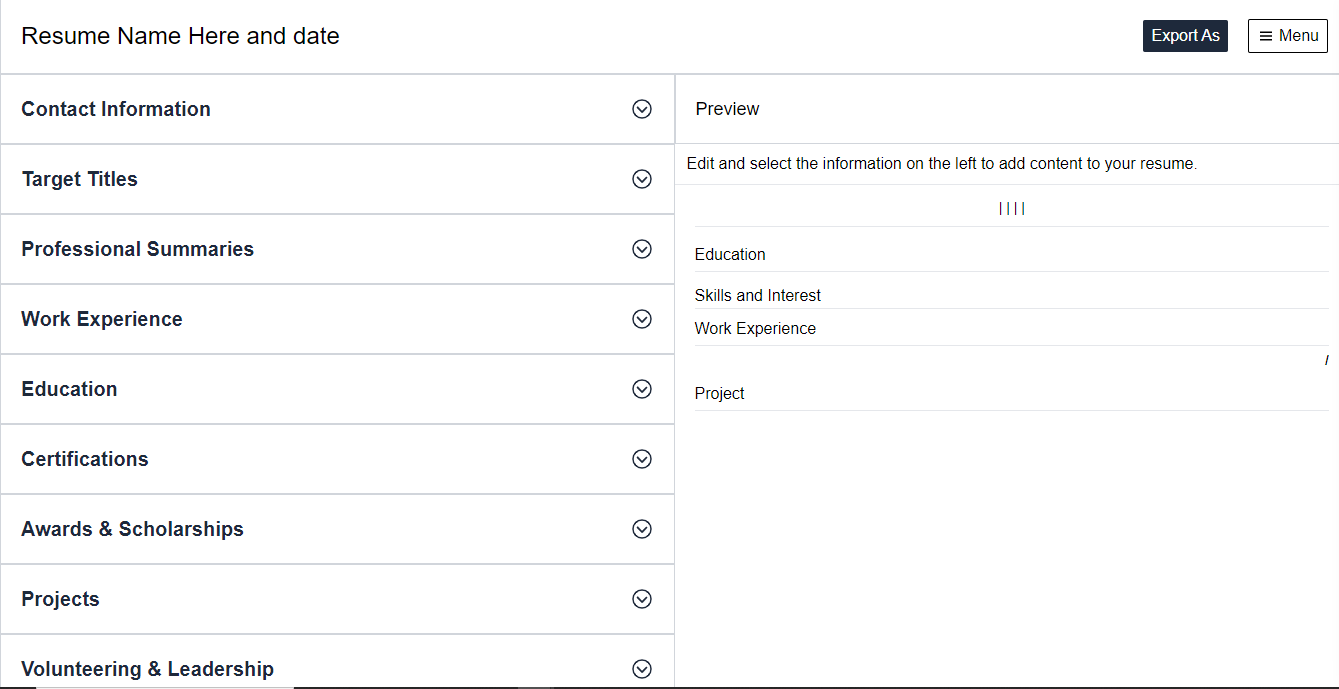 Resume Name Here and date
Export As
Menu
Contact Information
Target Titles
Professional Summaries
Work Experience
Education
Certifications
Awards & Scholarships
Projects
Volunteering & Leadership
Preview
Edit and select the information on the left to add content to your resume.
| | | |
Education
Skills and Interest
Work Experience
/
Project